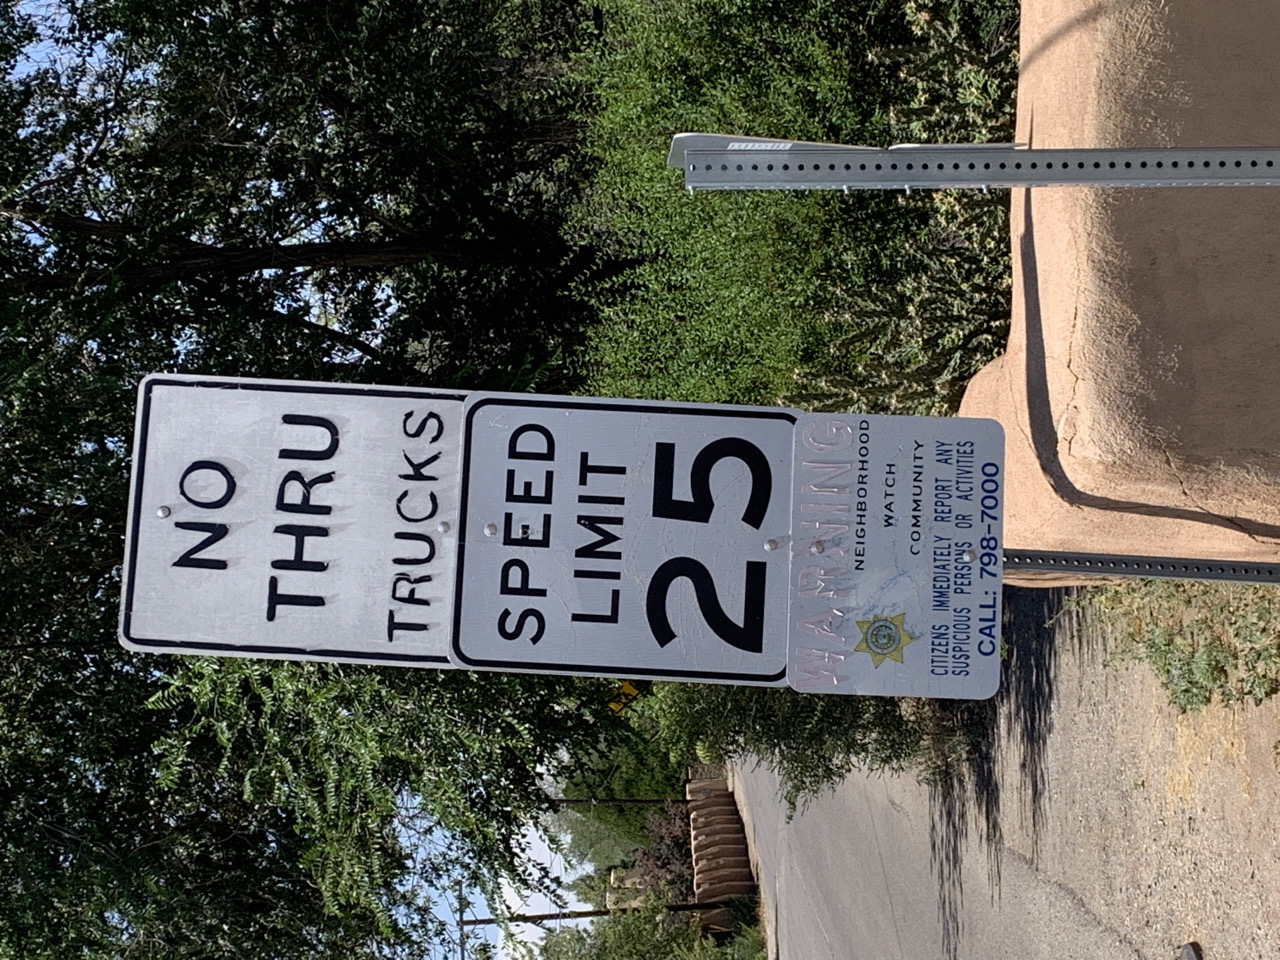 NO
THRU
TRUCKS
SPEED
LIMIT
25
WARNING
NEIGHBORHOOD
WATCH
COMMUNITY
CITIZENS IMMEDIATELY REPORT ANY
SUSPICIOUS PERSONS OR ACTIVITIES
CALL: 798-7000